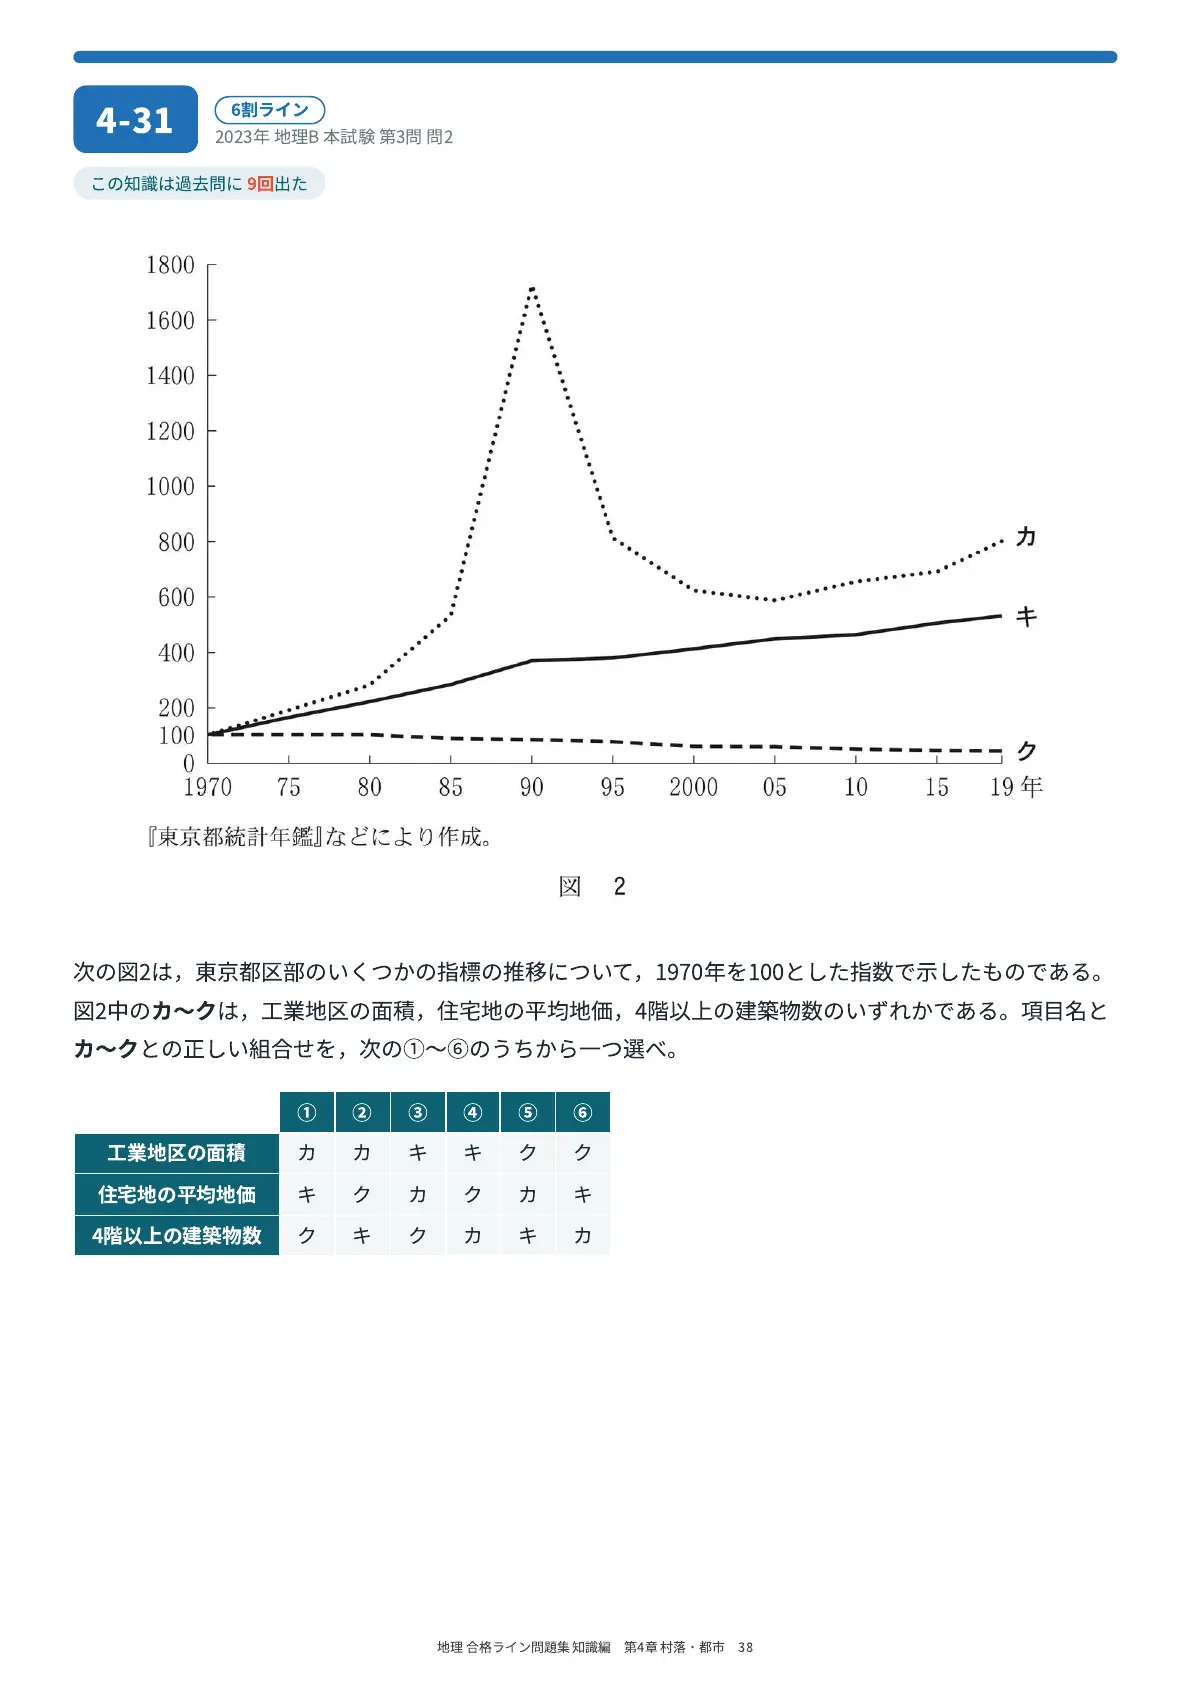 4-31
6割ライン
2023年 地理B 本試験 第3問 問2
この知識は過去問に 9回出た
1800
1600
1400
1200
1000
800
600
400
200
100
0
カ
キ
ク
1970 75 80 85 90 95 2000 05 10 15 19 年
『東京都統計年鑑』などにより作成。
図 2
次の図2は，東京都区部のいくつかの指標の推移について，1970年を100とした指数で示したものである。
図2中のカ〜クは，工業地区の面積，住宅地の平均地価，4階以上の建築物数のいずれかである。項目名と
カ〜クとの正しい組合せを，次の①〜⑥のうちから一つ選べ。
① ② ③ ④ ⑤ ⑥
工業地区の面積 カ カ キ キ ク ク
住宅地の平均地価 キ ク カ ク カ キ
4階以上の建築物数 ク キ ク カ キ カ
地理 合格ライン問題集 知識編 第4章 村落・都市 38